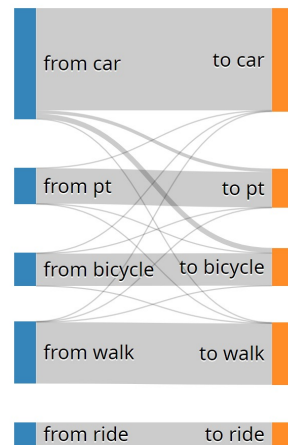 from car to car
from pt to pt
from bicycle to bicycle
from walk to walk
from ride to ride